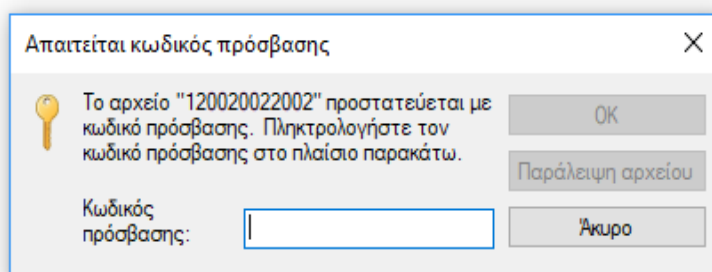 Απαιτείται κωδικός πρόσβασης
Το αρχείο "120020022002" προστατεύεται με
κωδικό πρόσβασης. Πληκτρολογήστε τον
κωδικό πρόσβασης στο πλαίσιο παρακάτω.
OK
Παράλειψη αρχείου
Κωδικός
πρόσβασης:
Άκυρο